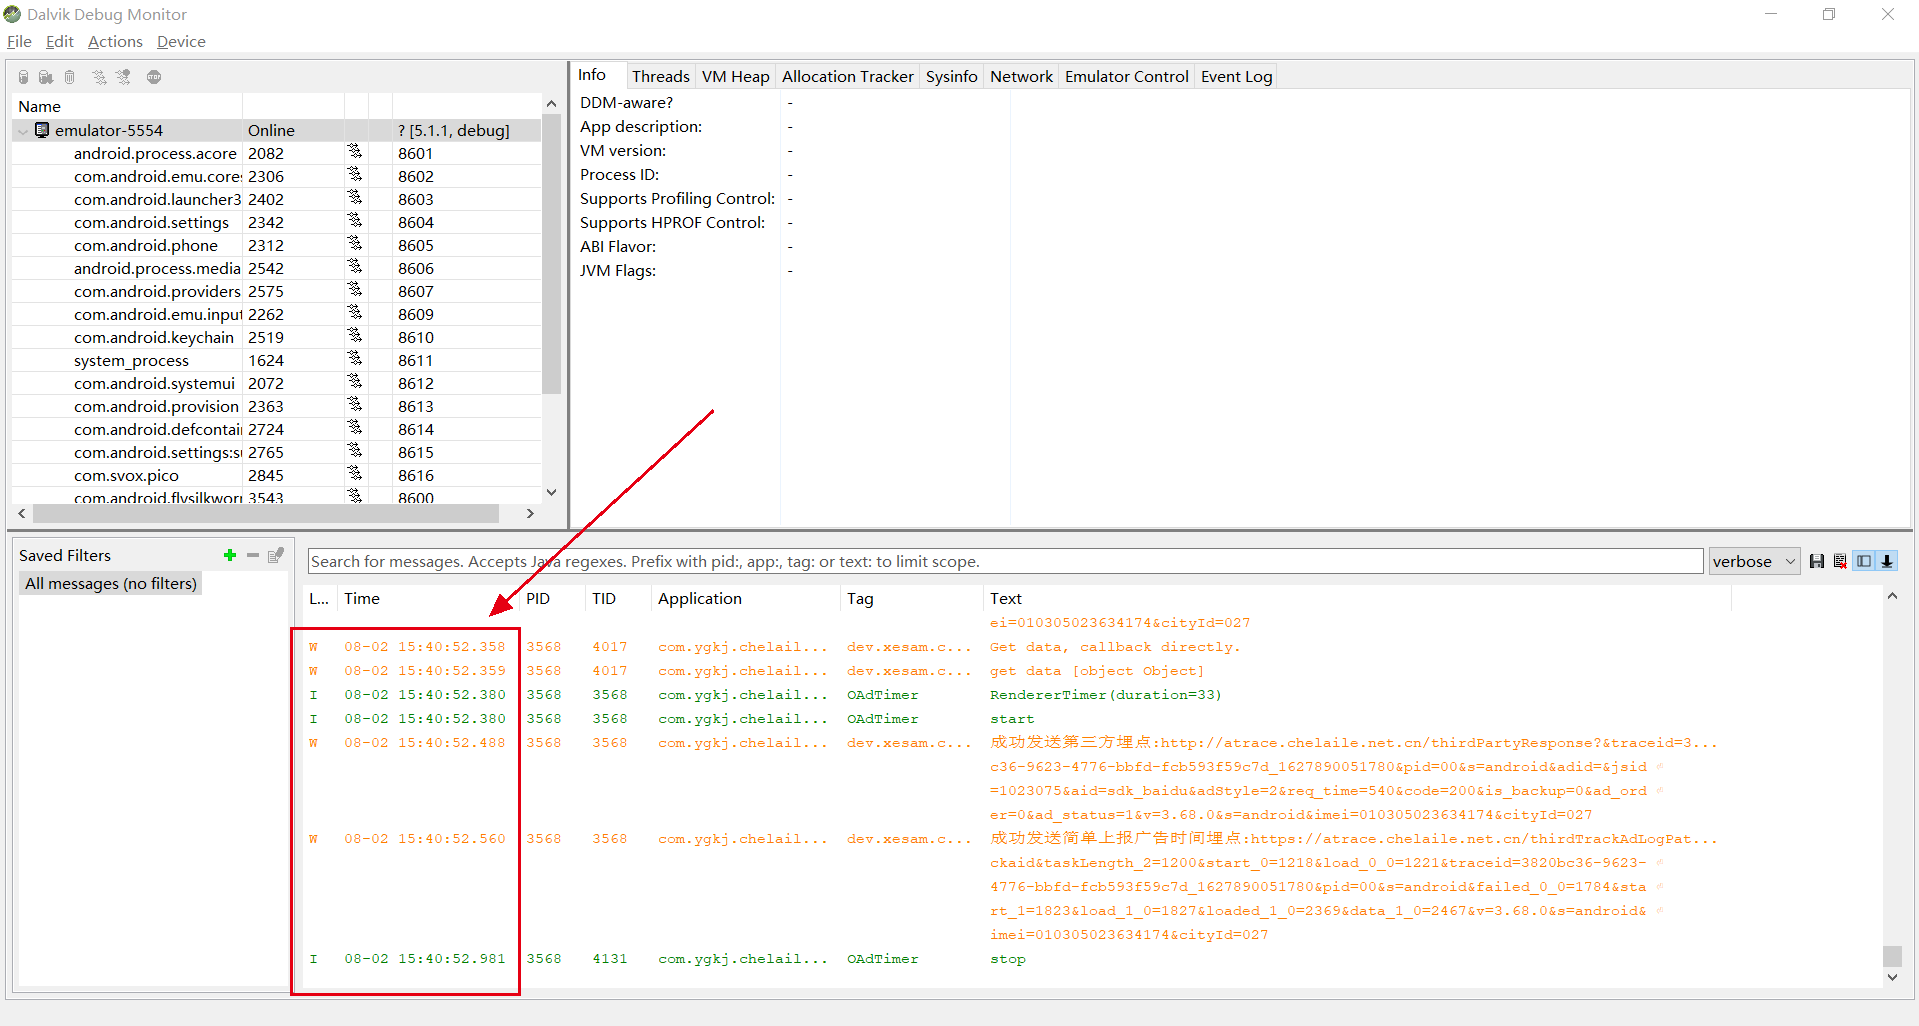 Dalvik Debug Monitor
File Edit Actions Device
Info Threads VM Heap Allocation Tracker Sysinfo Network Emulator Control Event Log
Name
emulator-5554 Online ? [5.1.1, debug]
android.process.acore 2082 8601
com.android.emu.core: 2306 8602
com.android.launcher3 2402 8603
com.android.settings 2342 8604
com.android.phone 2312 8605
android.process.media 2542 8606
com.android.providers 2575 8607
com.android.emu.input 2262 8609
com.android.keychain 2519 8610
system_process 1624 8611
com.android.systemui 2072 8612
com.android.provision 2363 8613
com.android.defcontai 2724 8614
com.android.settings:s 2765 8615
com.svox.pico 2845 8616
com.android.flysilkwor 3543 8600
DDM-aware? -
App description: -
VM version: -
Process ID: -
Supports Profiling Control: -
Supports HPROF Control: -
ABI Flavor: -
JVM Flags: -
Saved Filters
All messages (no filters)
Search for messages. Accepts Java regexes. Prefix with pid:, app:, tag: or text: to limit scope.
verbose
L... Time PID TID Application Tag Text
ei=010305023634174&cityId=027
W 08-02 15:40:52.358 3568 4017 com.ygkj.chelail... dev.xesam.c... Get data, callback directly.
W 08-02 15:40:52.359 3568 4017 com.ygkj.chelail... dev.xesam.c... get data [object Object]
I 08-02 15:40:52.380 3568 3568 com.ygkj.chelail... OAdTimer RendererTimer(duration=33)
I 08-02 15:40:52.380 3568 3568 com.ygkj.chelail... OAdTimer start
W 08-02 15:40:52.488 3568 3568 com.ygkj.chelail... dev.xesam.c... 成功发送第三方埋点:http://atrace.chelaile.net.cn/thirdPartyResponse?&traceid=3...
c36-9623-4776-bbfd-fcb593f59c7d_1627890051780&pid=00&s=android&adid=&jsid
=1023075&aid=sdk_baidu&adStyle=2&req_time=540&code=200&is_backup=0&ad_ord
er=0&ad_status=1&v=3.68.0&s=android&imei=010305023634174&cityId=027
W 08-02 15:40:52.560 3568 3568 com.ygkj.chelail... dev.xesam.c... 成功发送简单上报广告时间埋点:https://atrace.chelaile.net.cn/thirdTrackAdLogPat...
ckaid&taskLength_2=1200&start_0=1218&load_0_0=1221&traceid=3820bc36-9623-
4776-bbfd-fcb593f59c7d_1627890051780&pid=00&s=android&failed_0_0=1784&sta
rt_1=1823&load_1_0=1827&loaded_1_0=2369&data_1_0=2467&v=3.68.0&s=android&
imei=010305023634174&cityId=027
I 08-02 15:40:52.981 3568 4131 com.ygkj.chelail... OAdTimer stop